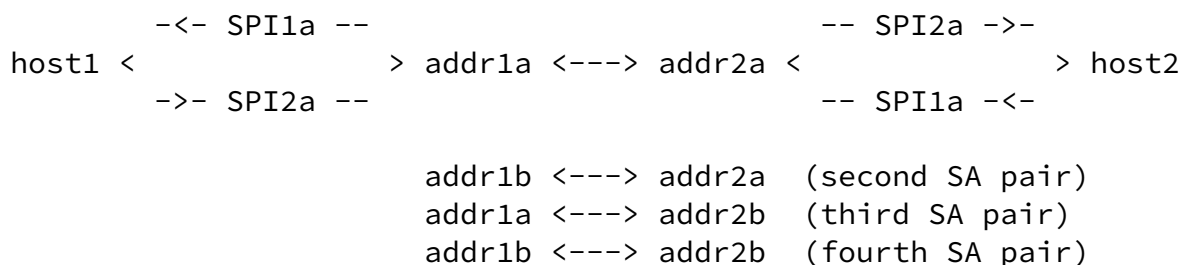 -<- SPI1a --                         -- SPI2a ->-
host1 <              > addr1a <---> addr2a <              > host2
         ->- SPI2a --                         -- SPI1a -<-

                       addr1b <---> addr2a  (second SA pair)
                       addr1a <---> addr2b  (third SA pair)
                       addr1b <---> addr2b  (fourth SA pair)